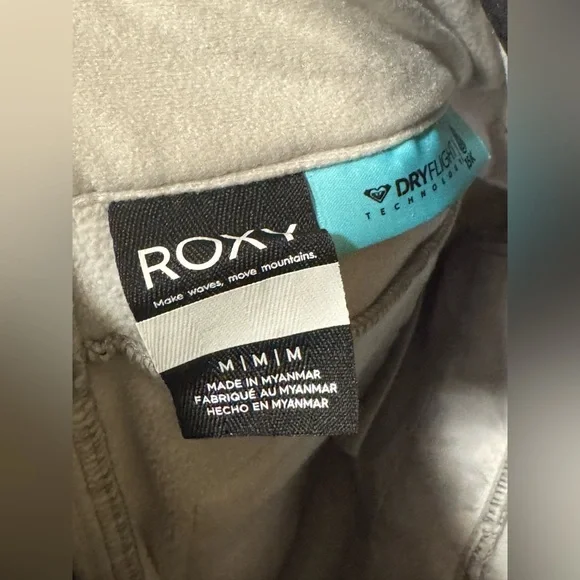 ROXY
Make waves, move mountains.
M|M|M
MADE IN MYANMAR
FABRIQUÉ AU MYANMAR
HECHO EN MYANMAR
DRYFLIGHT
TECHNOLOGY